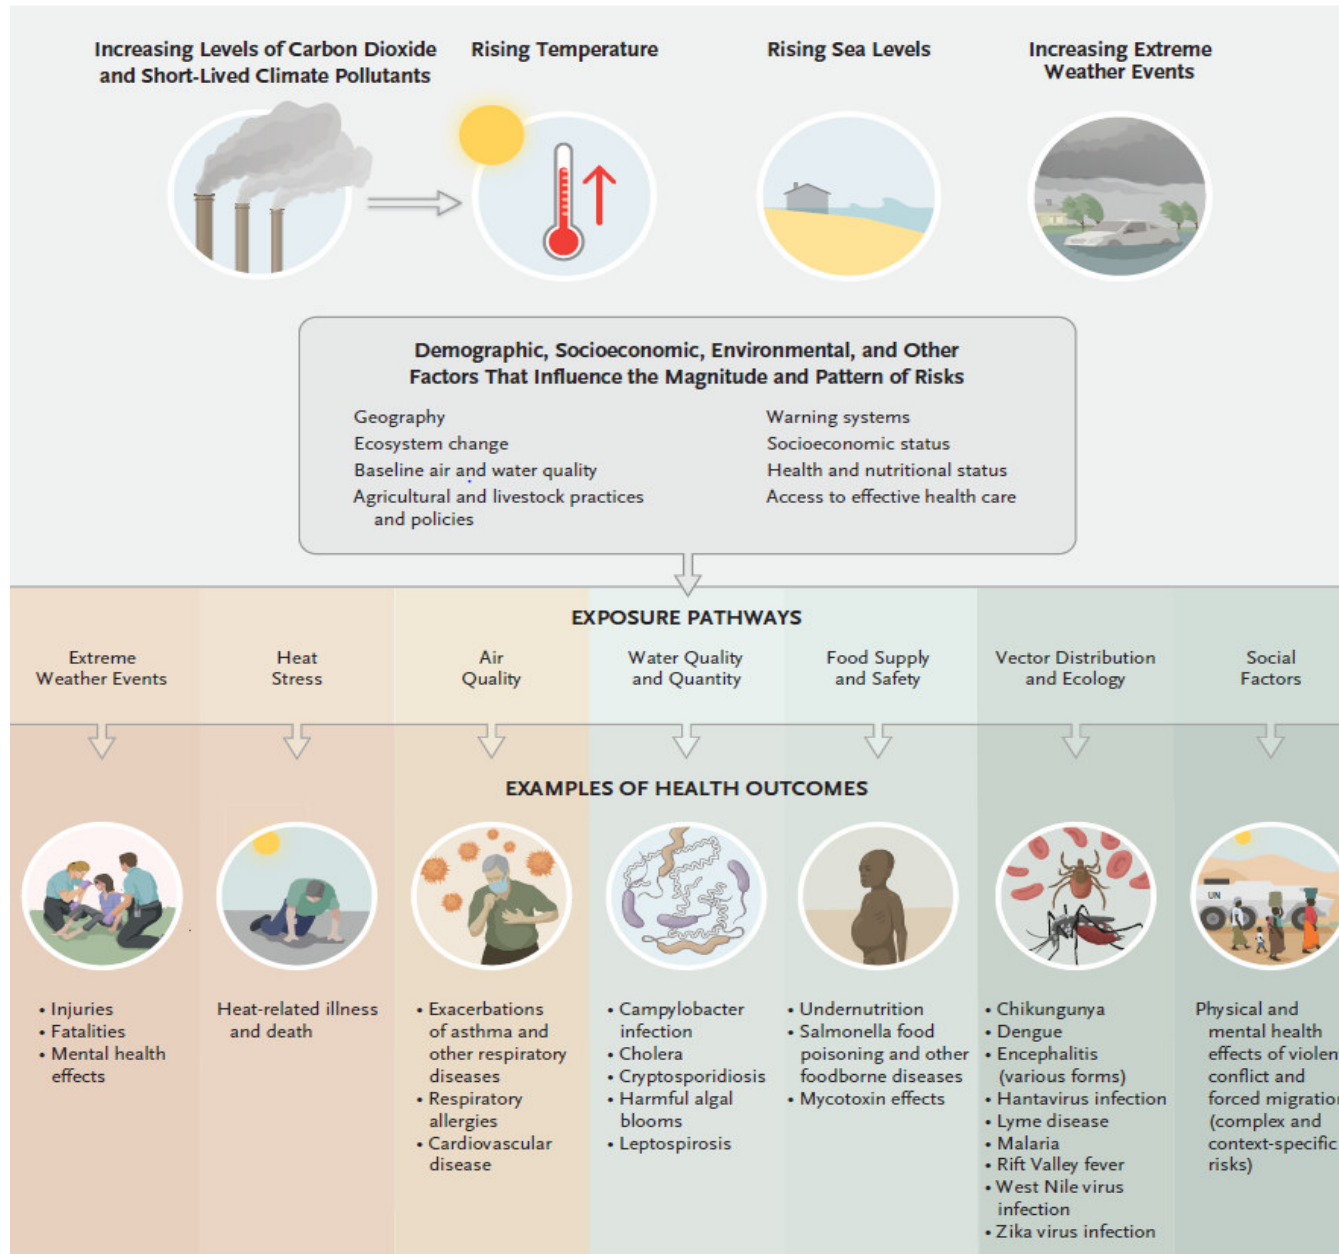 Increasing Levels of Carbon Dioxide
and Short-Lived Climate Pollutants
Rising Temperature
Rising Sea Levels
Increasing Extreme
Weather Events
Demographic, Socioeconomic, Environmental, and Other
Factors That Influence the Magnitude and Pattern of Risks
Geography
Ecosystem change
Baseline air and water quality
Agricultural and livestock practices
and policies
Warning systems
Socioeconomic status
Health and nutritional status
Access to effective health care
EXPOSURE PATHWAYS
Extreme
Weather Events
Heat
Stress
Air
Quality
Water Quality
and Quantity
Food Supply
and Safety
Vector Distribution
and Ecology
Social
Factors
EXAMPLES OF HEALTH OUTCOMES
UN
• Injuries
• Fatalities
• Mental health
effects
Heat-related illness
and death
• Exacerbations
of asthma and
other respiratory
diseases
• Respiratory
allergies
• Cardiovascular
disease
• Campylobacter
infection
• Cholera
• Cryptosporidiosis
• Harmful algal
blooms
• Leptospirosis
• Undernutrition
• Salmonella food
poisoning and other
foodborne diseases
• Mycotoxin effects
• Chikungunya
• Dengue
• Encephalitis
(various forms)
• Hantavirus infection
• Lyme disease
• Malaria
• Rift Valley fever
• West Nile virus
infection
• Zika virus infection
Physical and
mental health
effects of violen
conflict and
forced migration
(complex and
context-specific
risks)